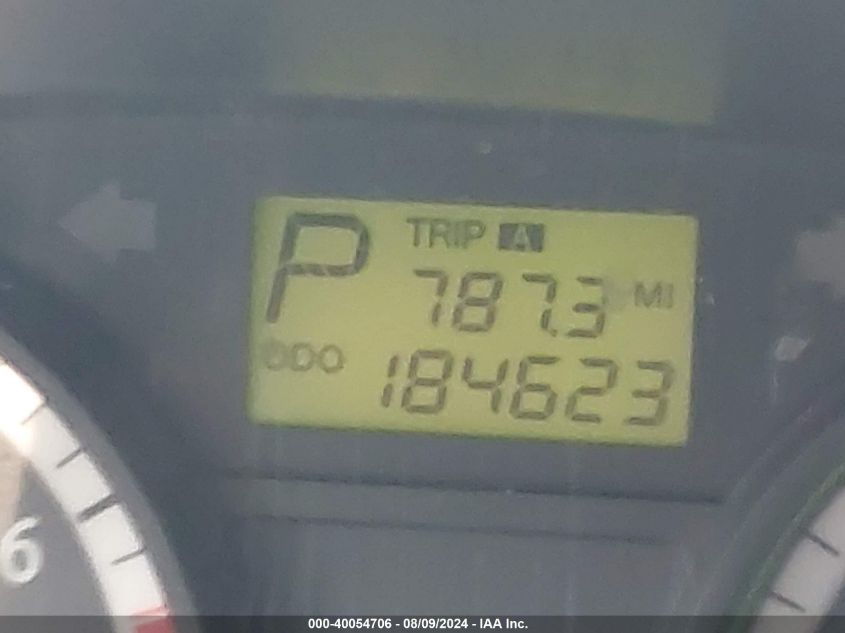 P
TRIP A
787.3 MI
ODO
184623
6
000-40054706 - 08/09/2024 - IAA Inc.